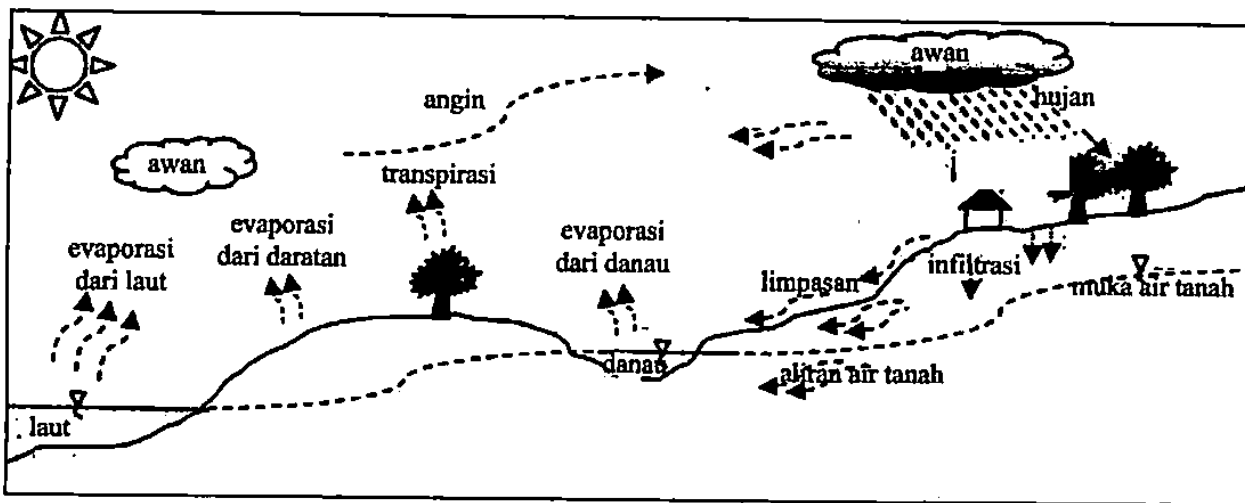 awan
hujan
angin
awan
transpirasi
evaporasi
dari daratan
evaporasi
dari danau
evaporasi
dari laut
limpasan
infiltrasi
muka air tanah
danau
aliran air tanah
laut